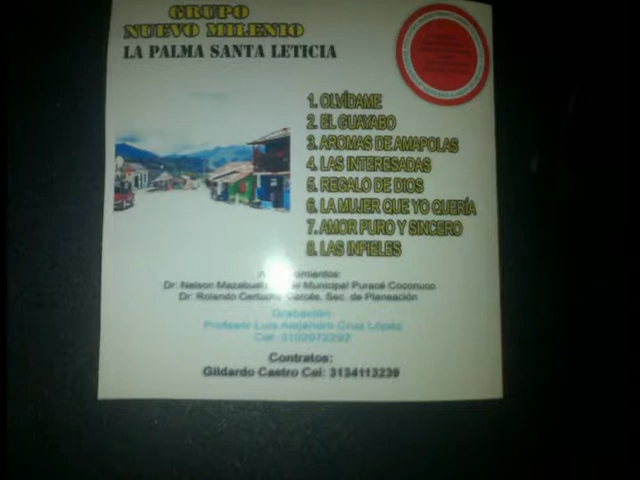 GRUPO
NUEVO MILENIO
LA PALMA SANTA LETICIA
1. OLVÍDAME
2. EL GUAYABO
3. AROMAS DE AMAPOLAS
4. LAS INTERESADAS
5. REGALO DE DIOS
6. LA MUJER QUE YO QUERÍA
7. AMOR PURO Y SINCERO
8. LAS INFIELES
Dr. Nelson Municipal Puracé Coconuco
Dr. Rolando Sec. de Planeación
Grabación
Profesor Luis Alejandro Cruz López
Cel: 3102972292
Contratos:
Gildardo Castro Cel: 3134113239